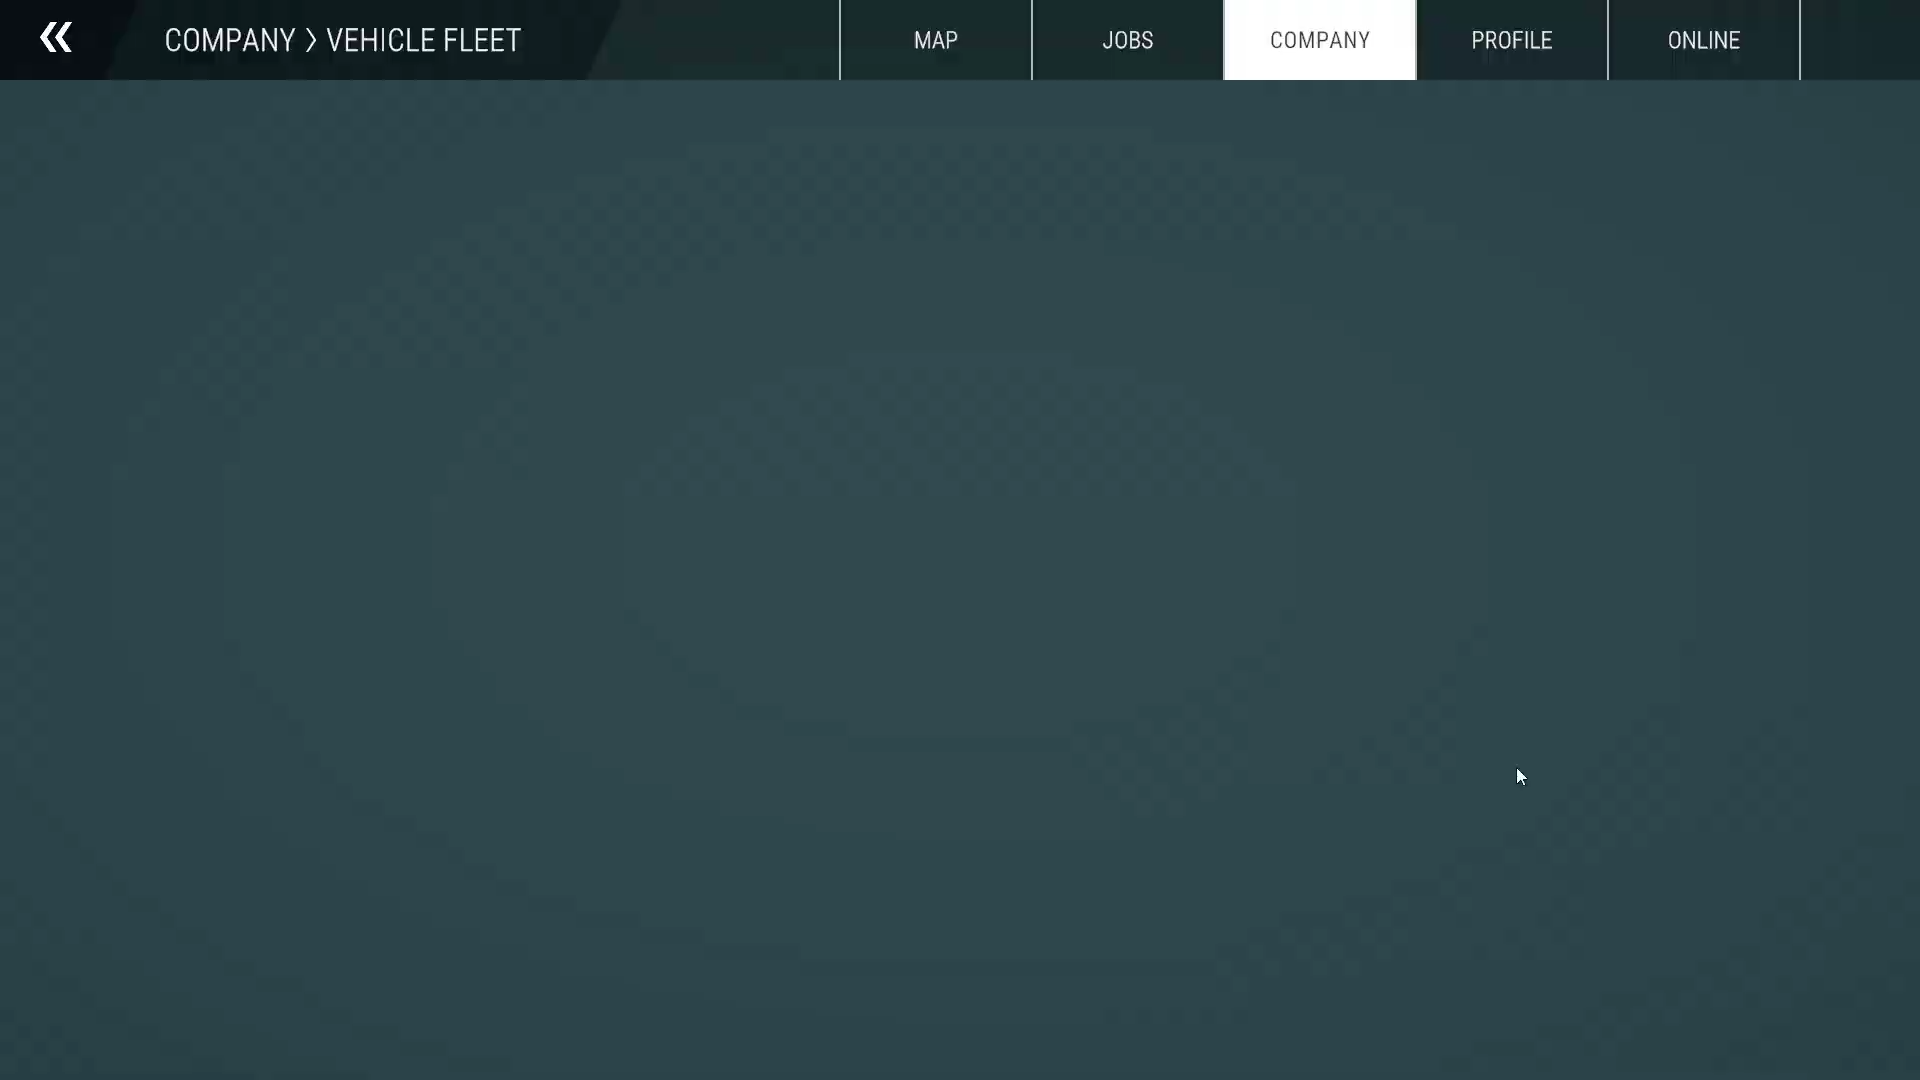 COMPANY > VEHICLE FLEET
MAP
JOBS
COMPANY
PROFILE
ONLINE